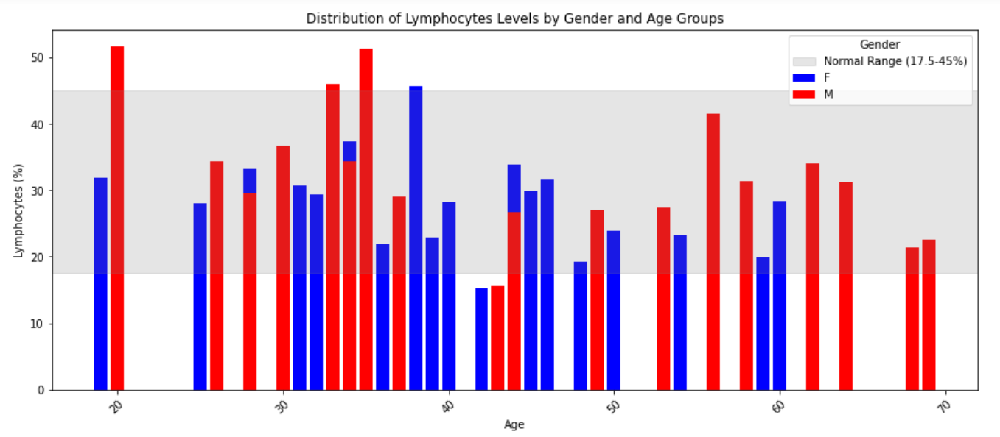 Distribution of Lymphocytes Levels by Gender and Age Groups
Gender
Normal Range (17.5-45%)
F
M
Lymphocytes (%)
50
40
30
20
10
0
20
30
40
50
60
70
Age